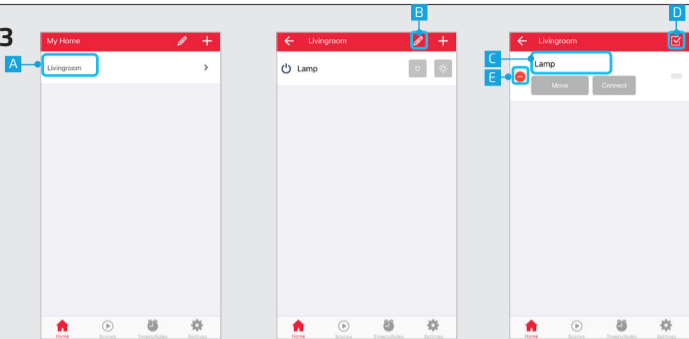 3
B
D
My Home
+
Livingroom
+
Livingroom
A
Livingroom
>
Lamp
C
Lamp
E
Move
Connect
Home
Scenes
Timers/Rules
Settings
Home
Scenes
Timers/Rules
Settings
Home
Scenes
Timers/Rules
Settings